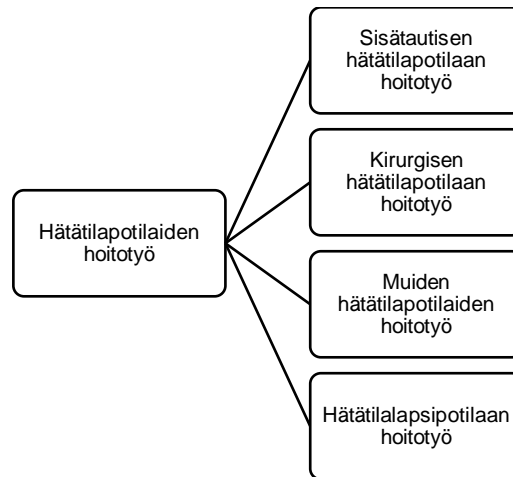 Sisätautisen
hätätilapotilaan
hoitotyö
Kirurgisen
hätätilapotilaan
hoitotyö
Hätätilapotilaiden
hoitotyö
Muiden
hätätilapotilaiden
hoitotyö
Hätätilalapsipotilaan
hoitotyö